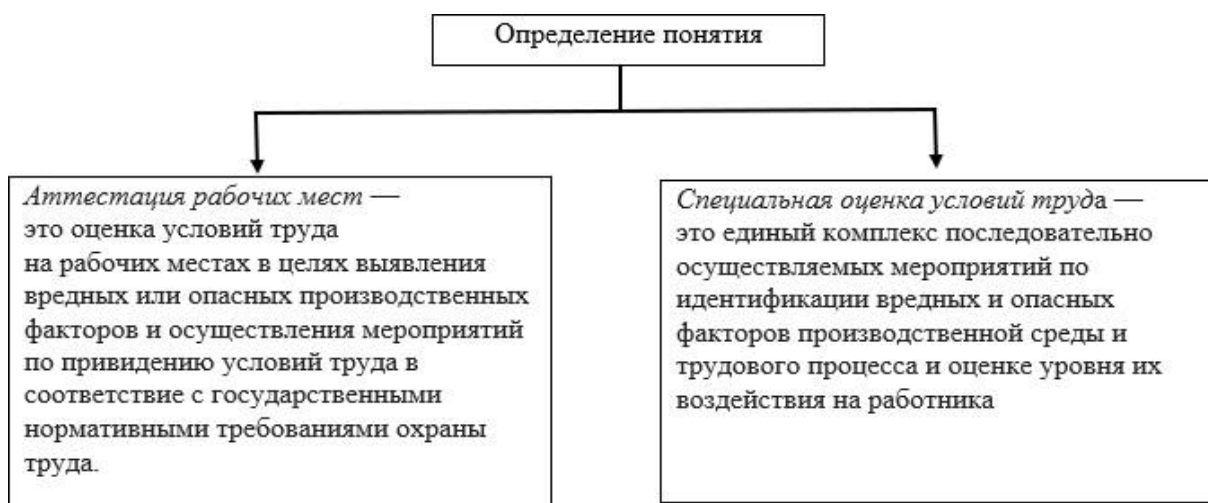 Определение понятия
Аттестация рабочих мест —
это оценка условий труда
на рабочих местах в целях выявления
вредных или опасных производственных
факторов и осуществления мероприятий
по привидению условий труда в
соответствие с государственными
нормативными требованиями охраны
труда.
Специальная оценка условий труда —
это единый комплекс последовательно
осуществляемых мероприятий по
идентификации вредных и опасных
факторов производственной среды и
трудового процесса и оценке уровня их
воздействия на работника